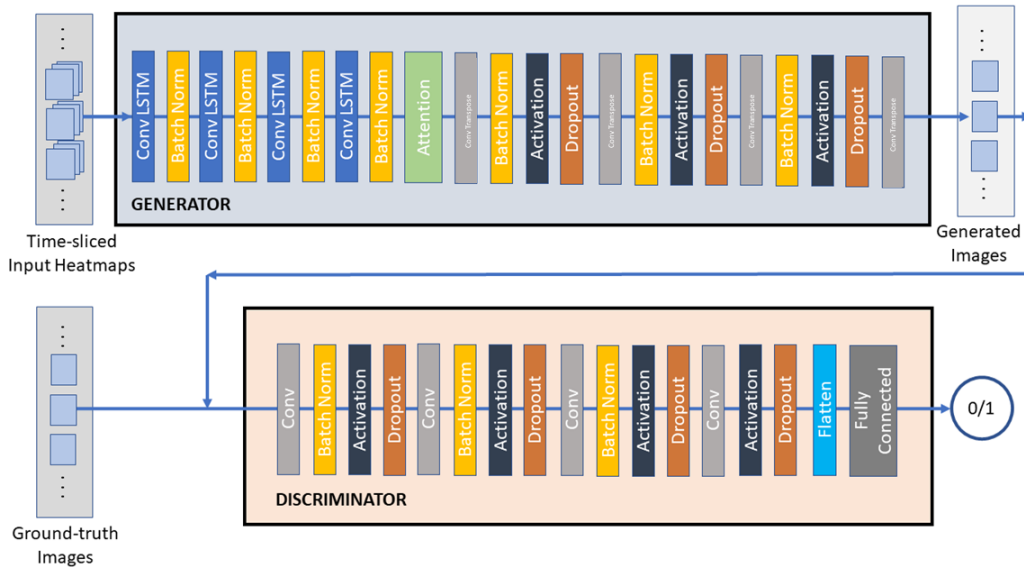 Conv LSTM
Batch Norm
Conv LSTM
Batch Norm
Conv LSTM
Batch Norm
Conv LSTM
Batch Norm
Attention
Conv Transpose
Batch Norm
Activation
Dropout
Conv Transpose
Batch Norm
Activation
Dropout
Conv Transpose
Batch Norm
Activation
Dropout
Conv Transpose
GENERATOR
Time-sliced
Input Heatmaps
Generated
Images
Conv
Batch Norm
Activation
Dropout
Conv
Batch Norm
Activation
Dropout
Conv
Batch Norm
Activation
Dropout
Conv
Activation
Dropout
Flatten
Fully
Connected
0/1
DISCRIMINATOR
Ground-truth
Images